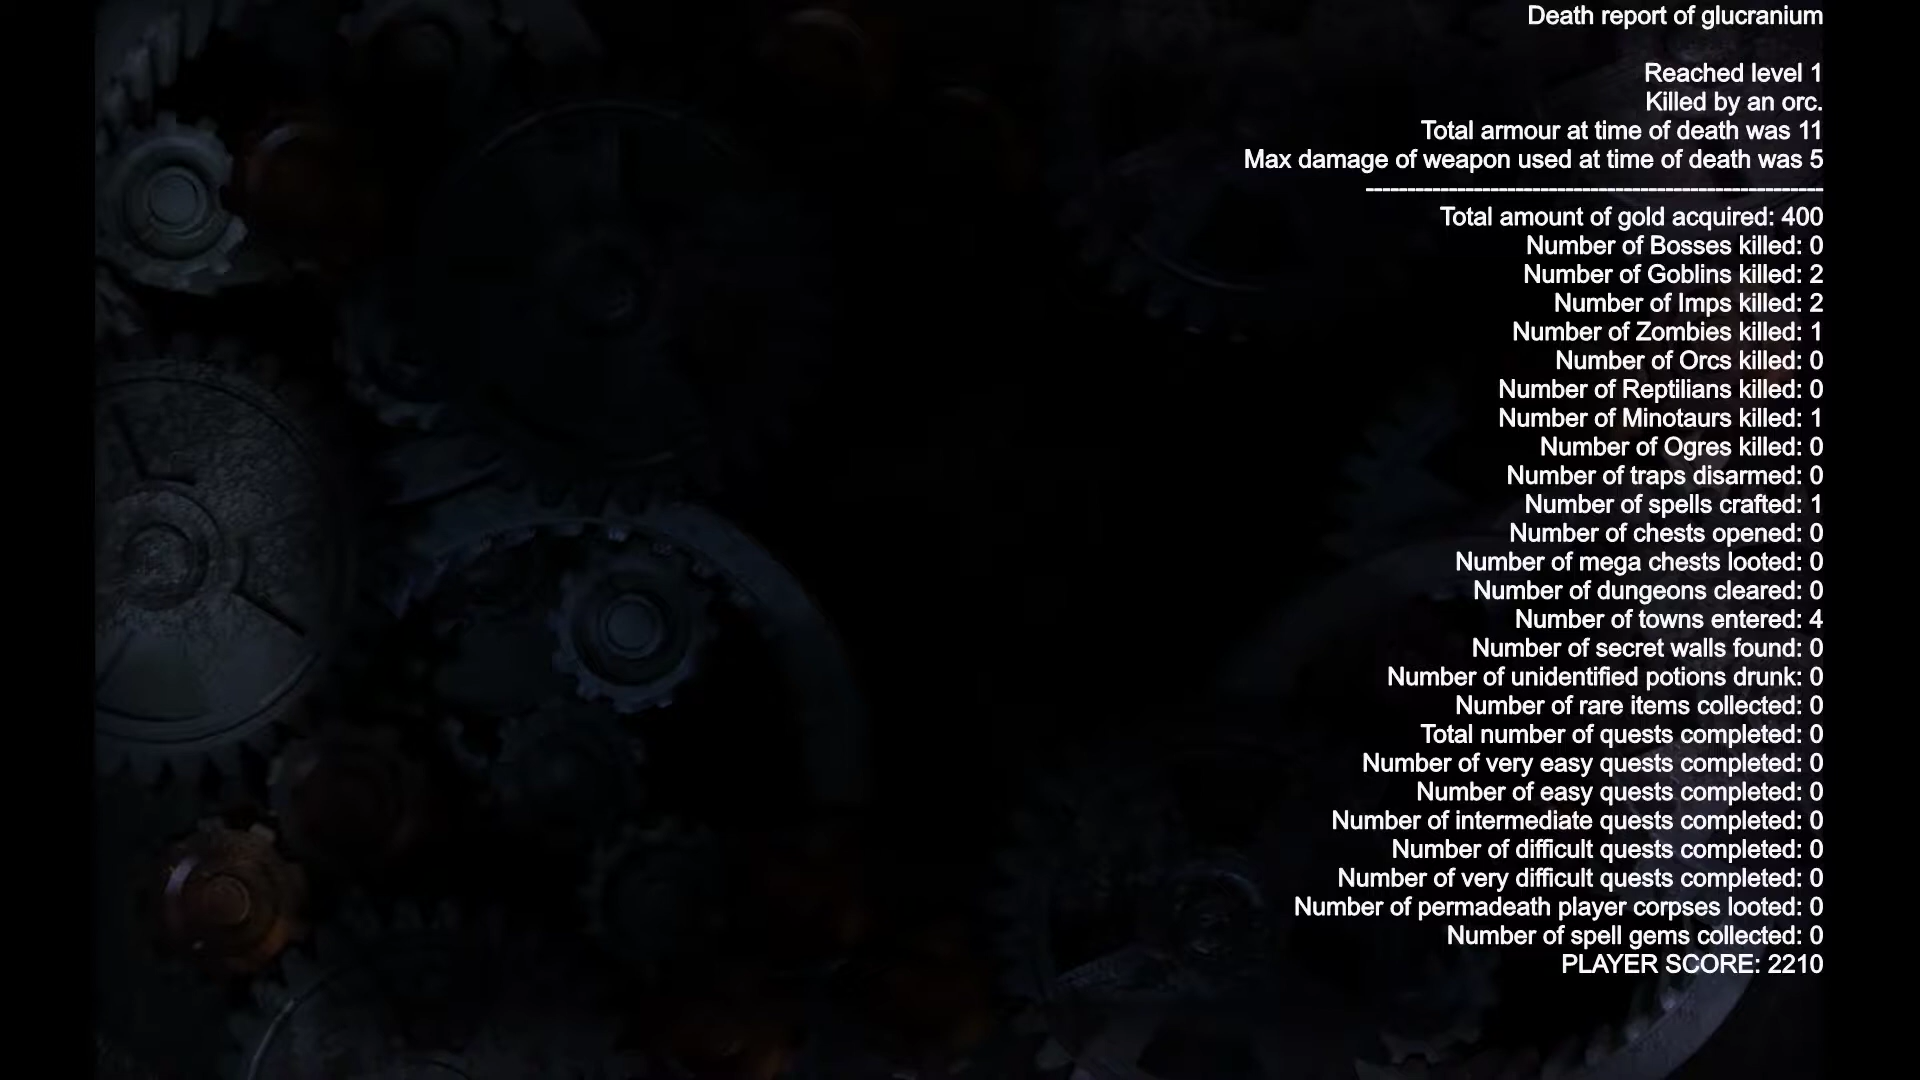 Death report of glucranium
Reached level 1
Killed by an orc.
Total armour at time of death was 11
Max damage of weapon used at time of death was 5
-------------------------------------------------------
Total amount of gold acquired: 400
Number of Bosses killed: 0
Number of Goblins killed: 2
Number of Imps killed: 2
Number of Zombies killed: 1
Number of Orcs killed: 0
Number of Reptilians killed: 0
Number of Minotaurs killed: 1
Number of Ogres killed: 0
Number of traps disarmed: 0
Number of spells crafted: 1
Number of chests opened: 0
Number of mega chests looted: 0
Number of dungeons cleared: 0
Number of towns entered: 4
Number of secret walls found: 0
Number of unidentified potions drunk: 0
Number of rare items collected: 0
Total number of quests completed: 0
Number of very easy quests completed: 0
Number of easy quests completed: 0
Number of intermediate quests completed: 0
Number of difficult quests completed: 0
Number of very difficult quests completed: 0
Number of permadeath player corpses looted: 0
Number of spell gems collected: 0
PLAYER SCORE: 2210